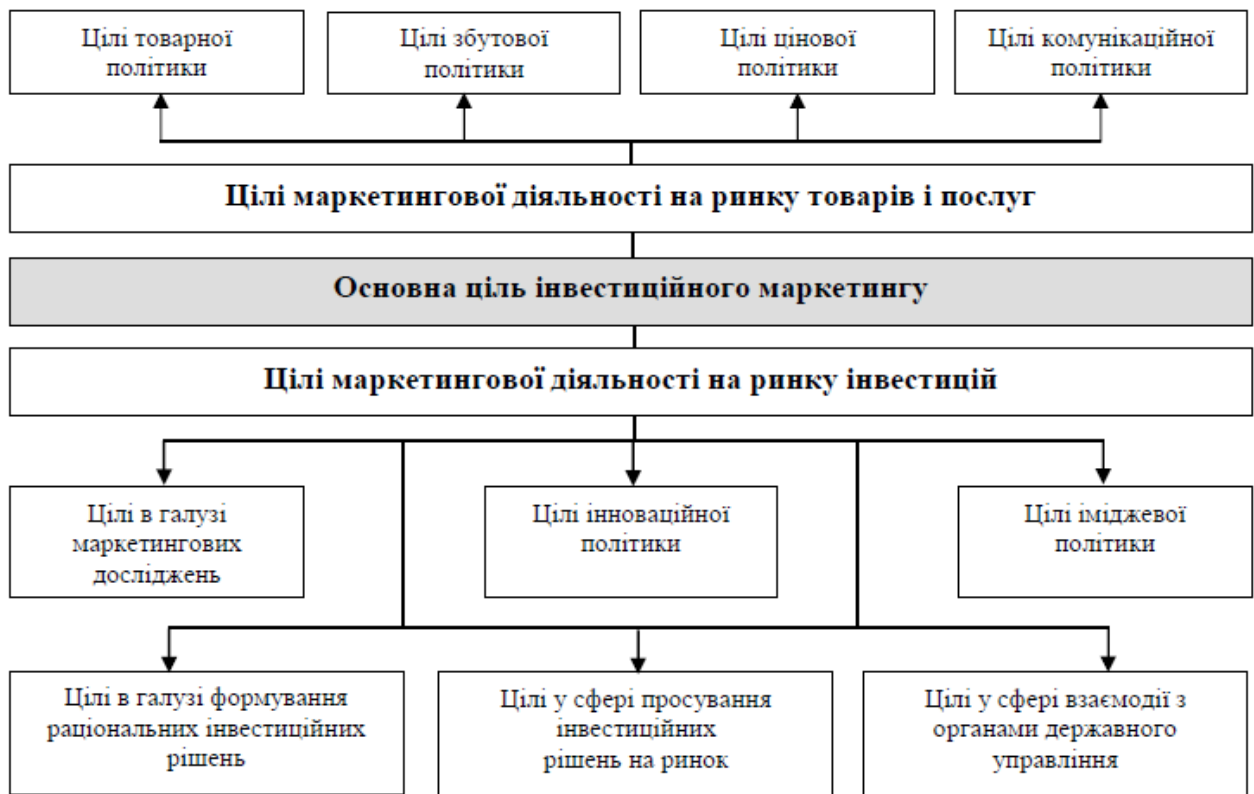 Цілі товарної
політики
Цілі збутової
політики
Цілі цінової
політики
Цілі комунікаційної
політики
Цілі маркетингової діяльності на ринку товарів і послуг
Основна ціль інвестиційного маркетингу
Цілі маркетингової діяльності на ринку інвестицій
Цілі в галузі
маркетингових
досліджень
Цілі інноваційної
політики
Цілі іміджевої
політики
Цілі в галузі формування
раціональних інвестиційних
рішень
Цілі у сфері просування
інвестиційних
рішень на ринок
Цілі у сфері взаємодії з
органами державного
управління